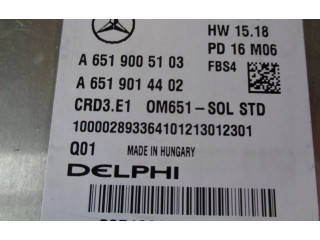 HW 15.18
PD 16 M06
FBS4
A 651 900 51 03
A 651 901 44 02
CRD3.E1 OM651-SOL STD
100002893364101213012301
Q01 MADE IN HUNGARY
DELPHI